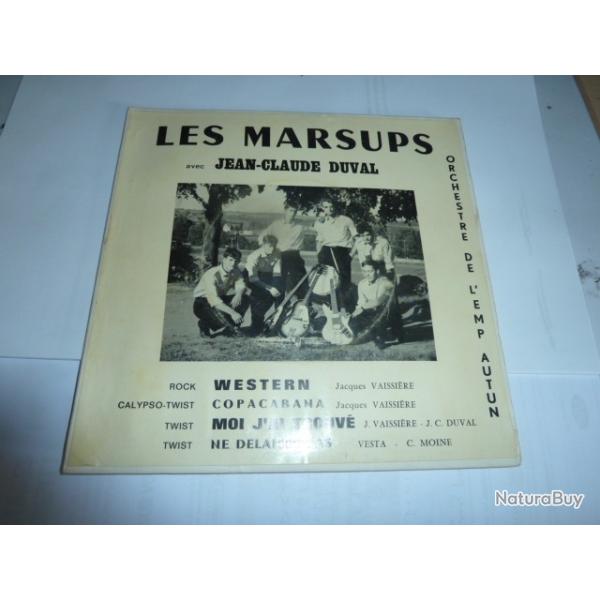 LES MARSUPS
avec JEAN-CLAUDE DUVAL
ORCHESTRE DE L'EMP AUTUN
ROCK WESTERN Jacques VAISSIÈRE
CALYPSO-TWIST COPACABANA Jacques VAISSIÈRE
TWIST MOI J'AI TROUVÉ J. VAISSIÈRE - J. C. DUVAL
TWIST NE VESTA - C. MOINE
NaturaBuy